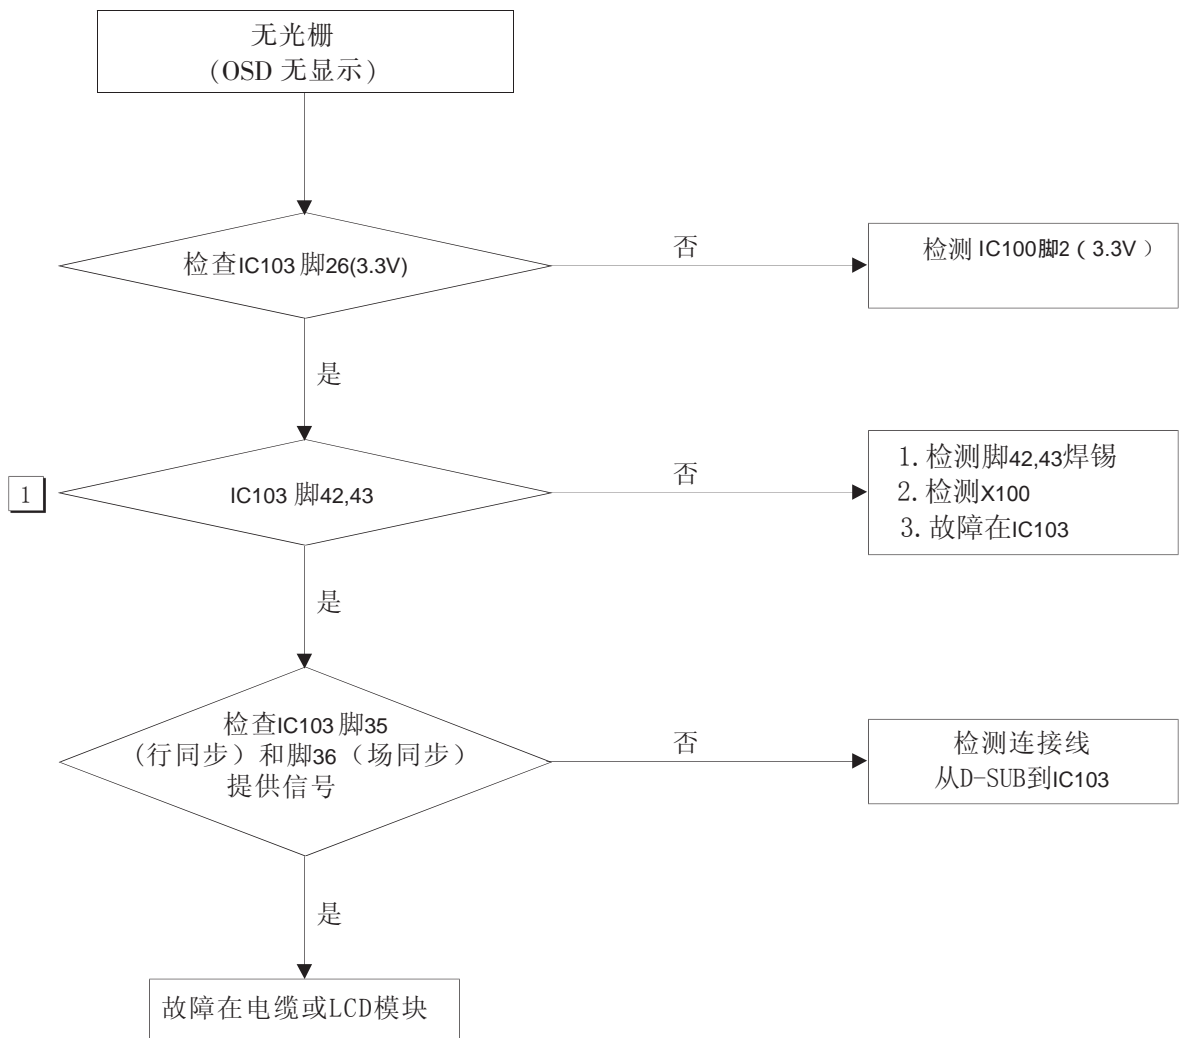 无光栅
(OSD 无显示)
检查IC103 脚26(3.3V)
否
检测 IC100脚2(3.3V)
是
1
IC103 脚42,43
否
1. 检测脚42,43焊锡
2. 检测X100
3. 故障在IC103
是
检查IC103 脚35
(行同步)和脚36(场同步)
提供信号
否
检测连接线
从D-SUB到IC103
是
故障在电缆或LCD模块